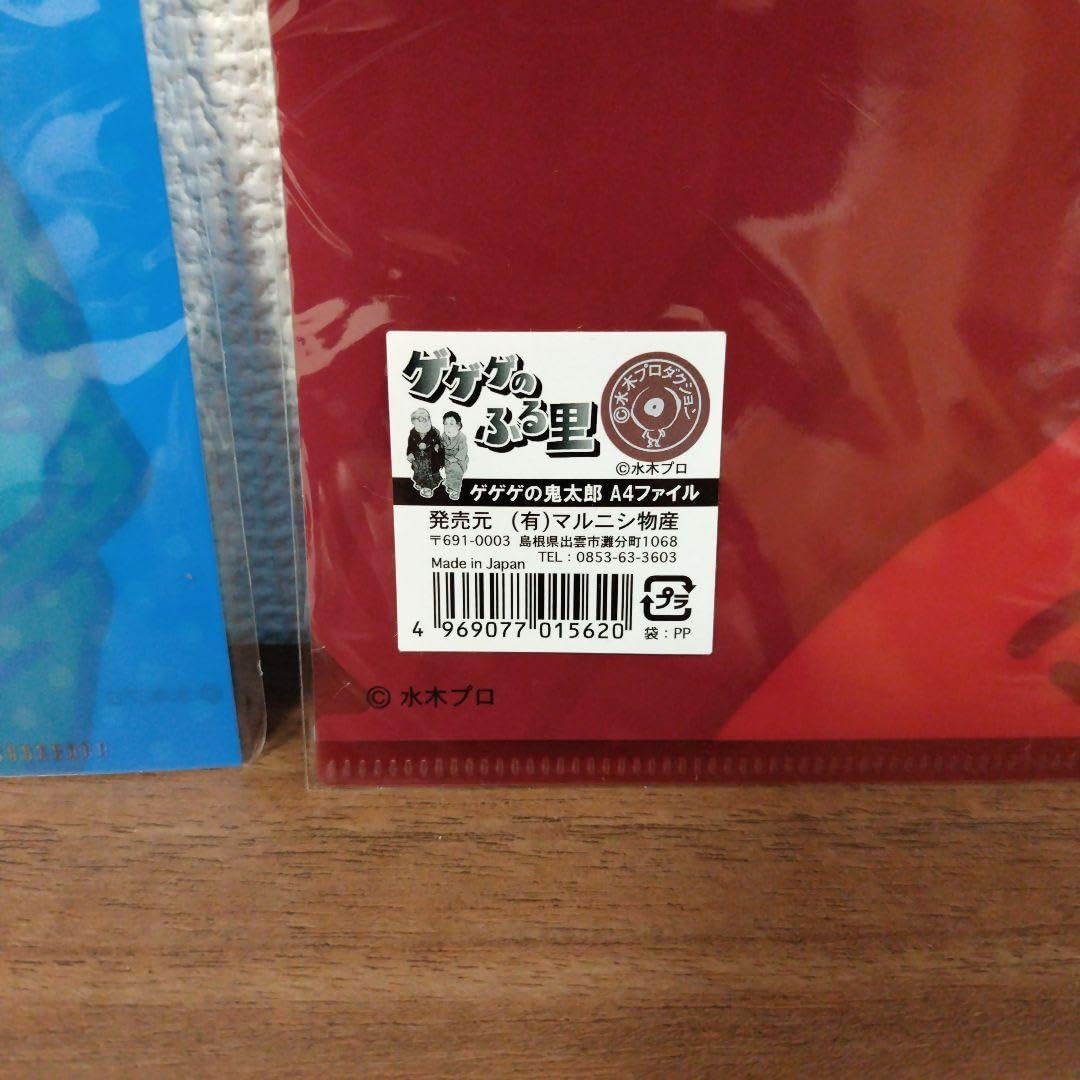 ゲゲゲの
ふる里
©水木プロダクション
©水木プロ
ゲゲゲの鬼太郎 A4ファイル
発売元 (有)マルニシ物産
〒691-0003 島根県出雲市灘分町1068
TEL：0853-63-3603
Made in Japan
4 969077 015620
プラ
袋：PP
© 水木プロ